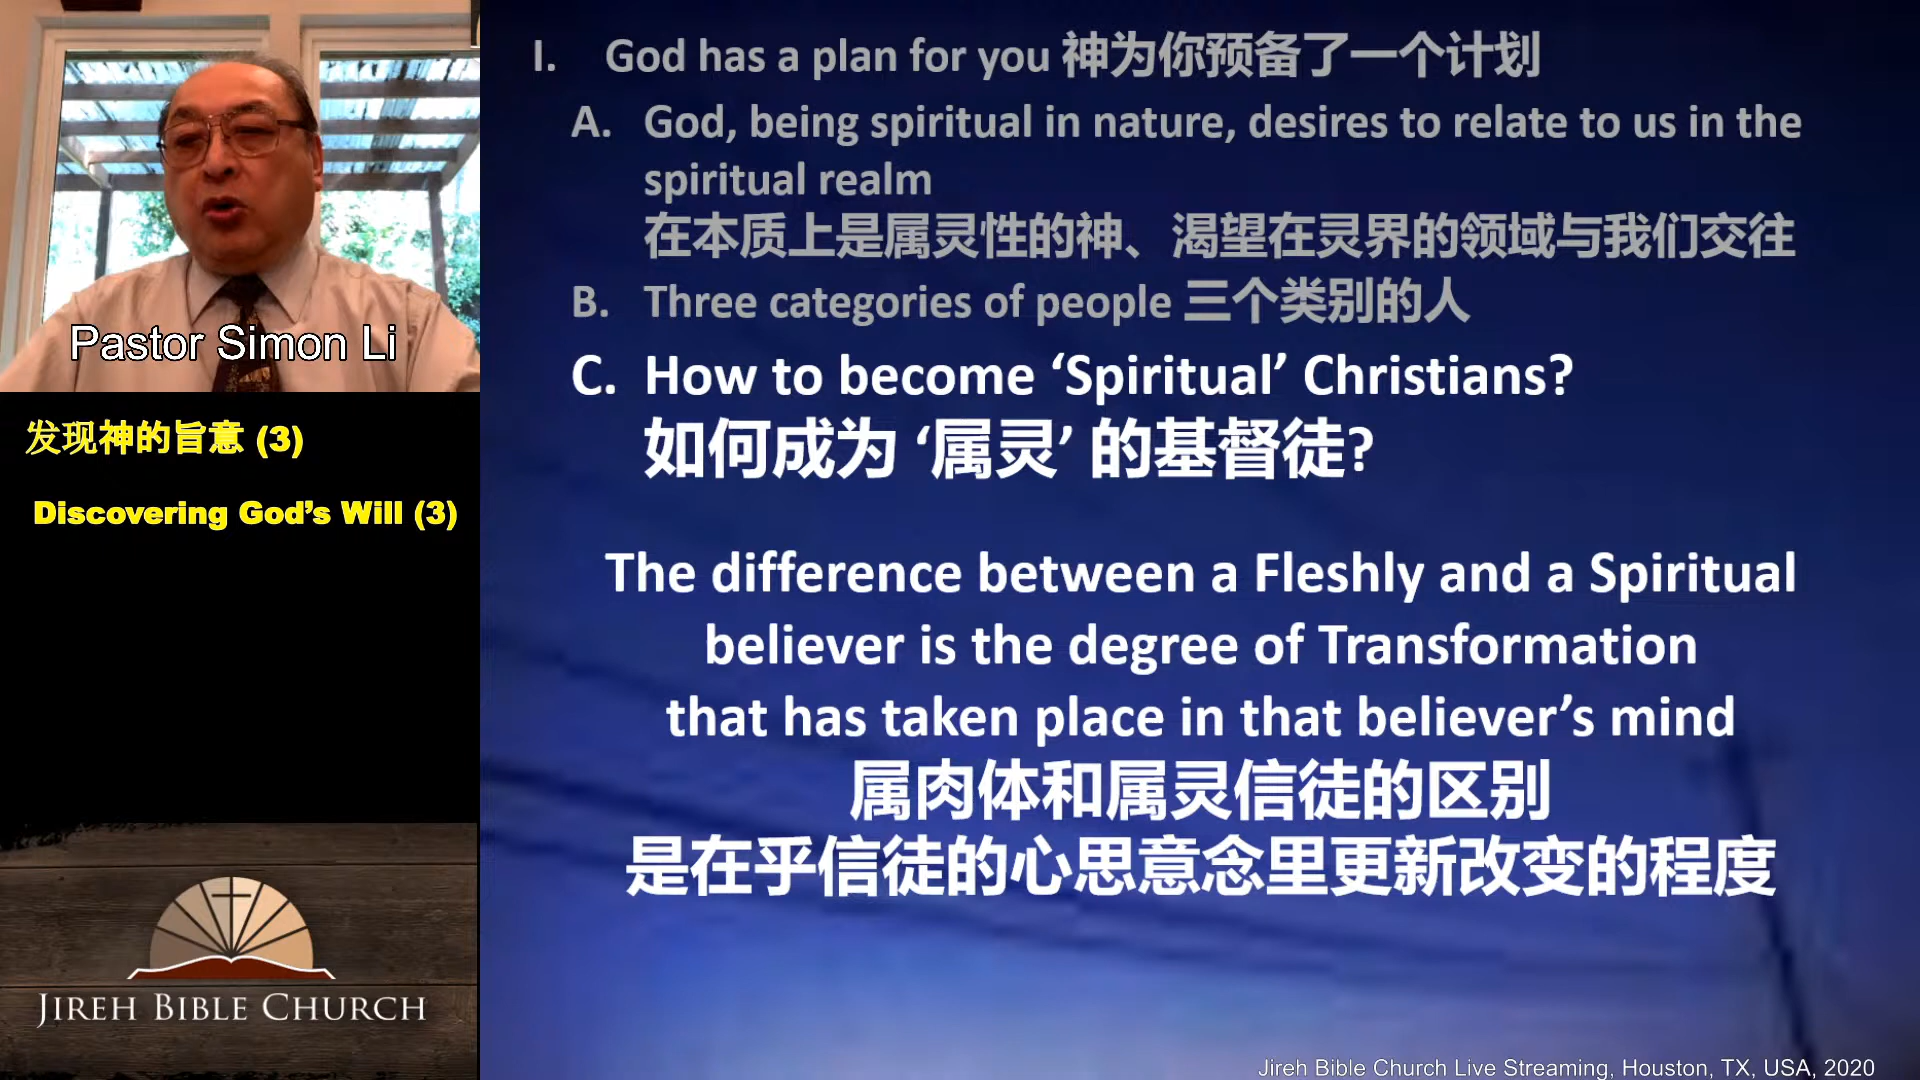 Pastor Simon Li
发现神的旨意 (3)
Discovering God's Will (3)
JIREH BIBLE CHURCH
I. God has a plan for you 神为你预备了一个计划
A. God, being spiritual in nature, desires to relate to us in the
spiritual realm
在本质上是属灵性的神、渴望在灵界的领域与我们交往
B. Three categories of people 三个类别的人
C. How to become ‘Spiritual’ Christians?
如何成为 ‘属灵’ 的基督徒?
The difference between a Fleshly and a Spiritual
believer is the degree of Transformation
that has taken place in that believer’s mind
属肉体和属灵信徒的区别
是在乎信徒的心思意念里更新改变的程度
Jireh Bible Church Live Streaming, Houston, TX, USA, 2020